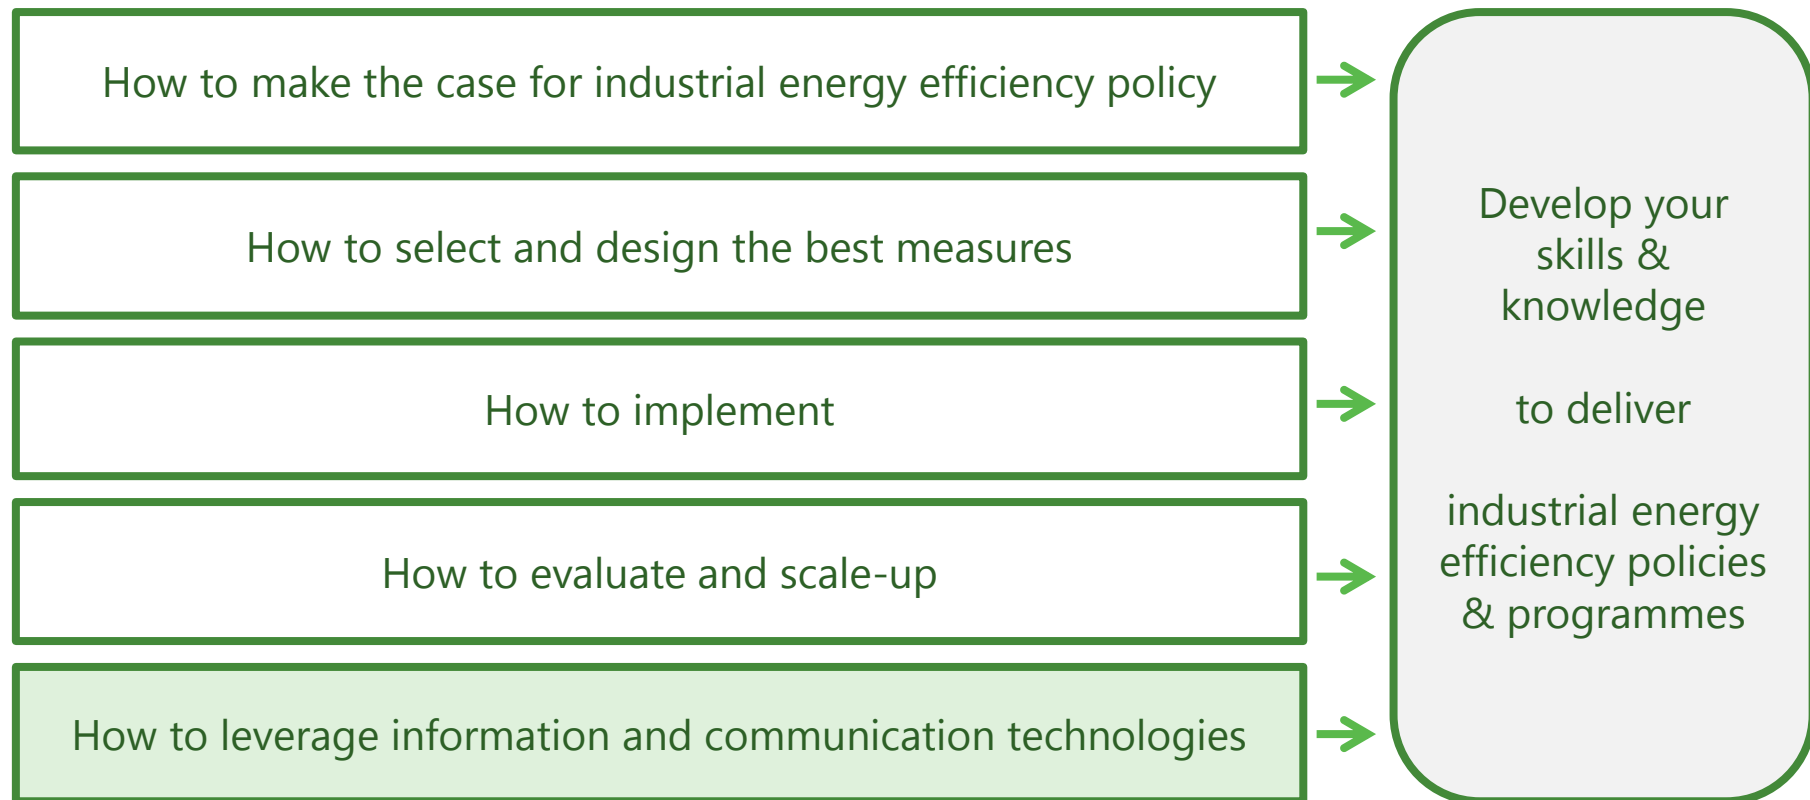 How to make the case for industrial energy efficiency policy
How to select and design the best measures
How to implement
How to evaluate and scale-up
How to leverage information and communication technologies
Develop your
skills &
knowledge
to deliver
industrial energy
efficiency policies
& programmes